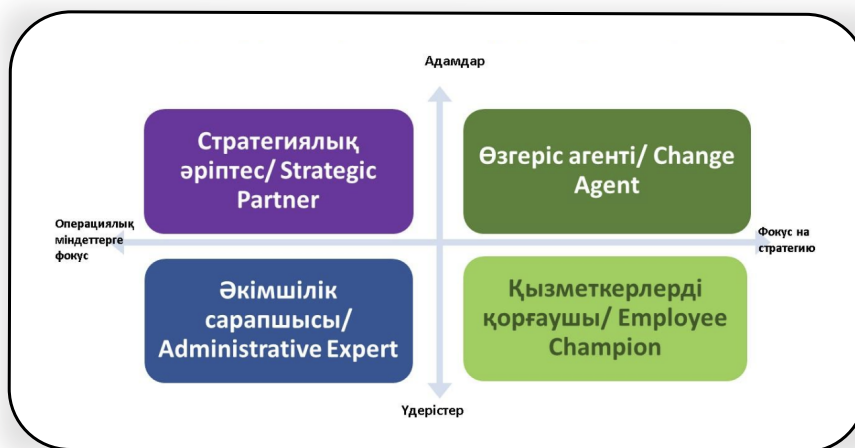 Адамдар
Стратегиялық
әріптес/ Strategic
Partner
Өзгеріс агенті/ Change
Agent
Операциялық
міндеттерге
фокус
Фокус на
стратегию
Әкімшілік
сарапшысы/
Administrative Expert
Қызметкерлерді
қорғаушы/ Employee
Champion
Үдерістер